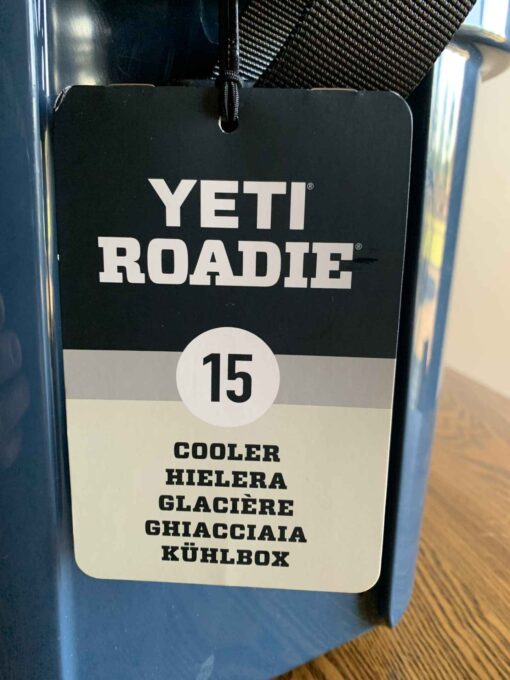 YETI®
ROADIE®
15
COOLER
HIELERA
GLACIÈRE
GHIACCIAIA
KÜHLBOX